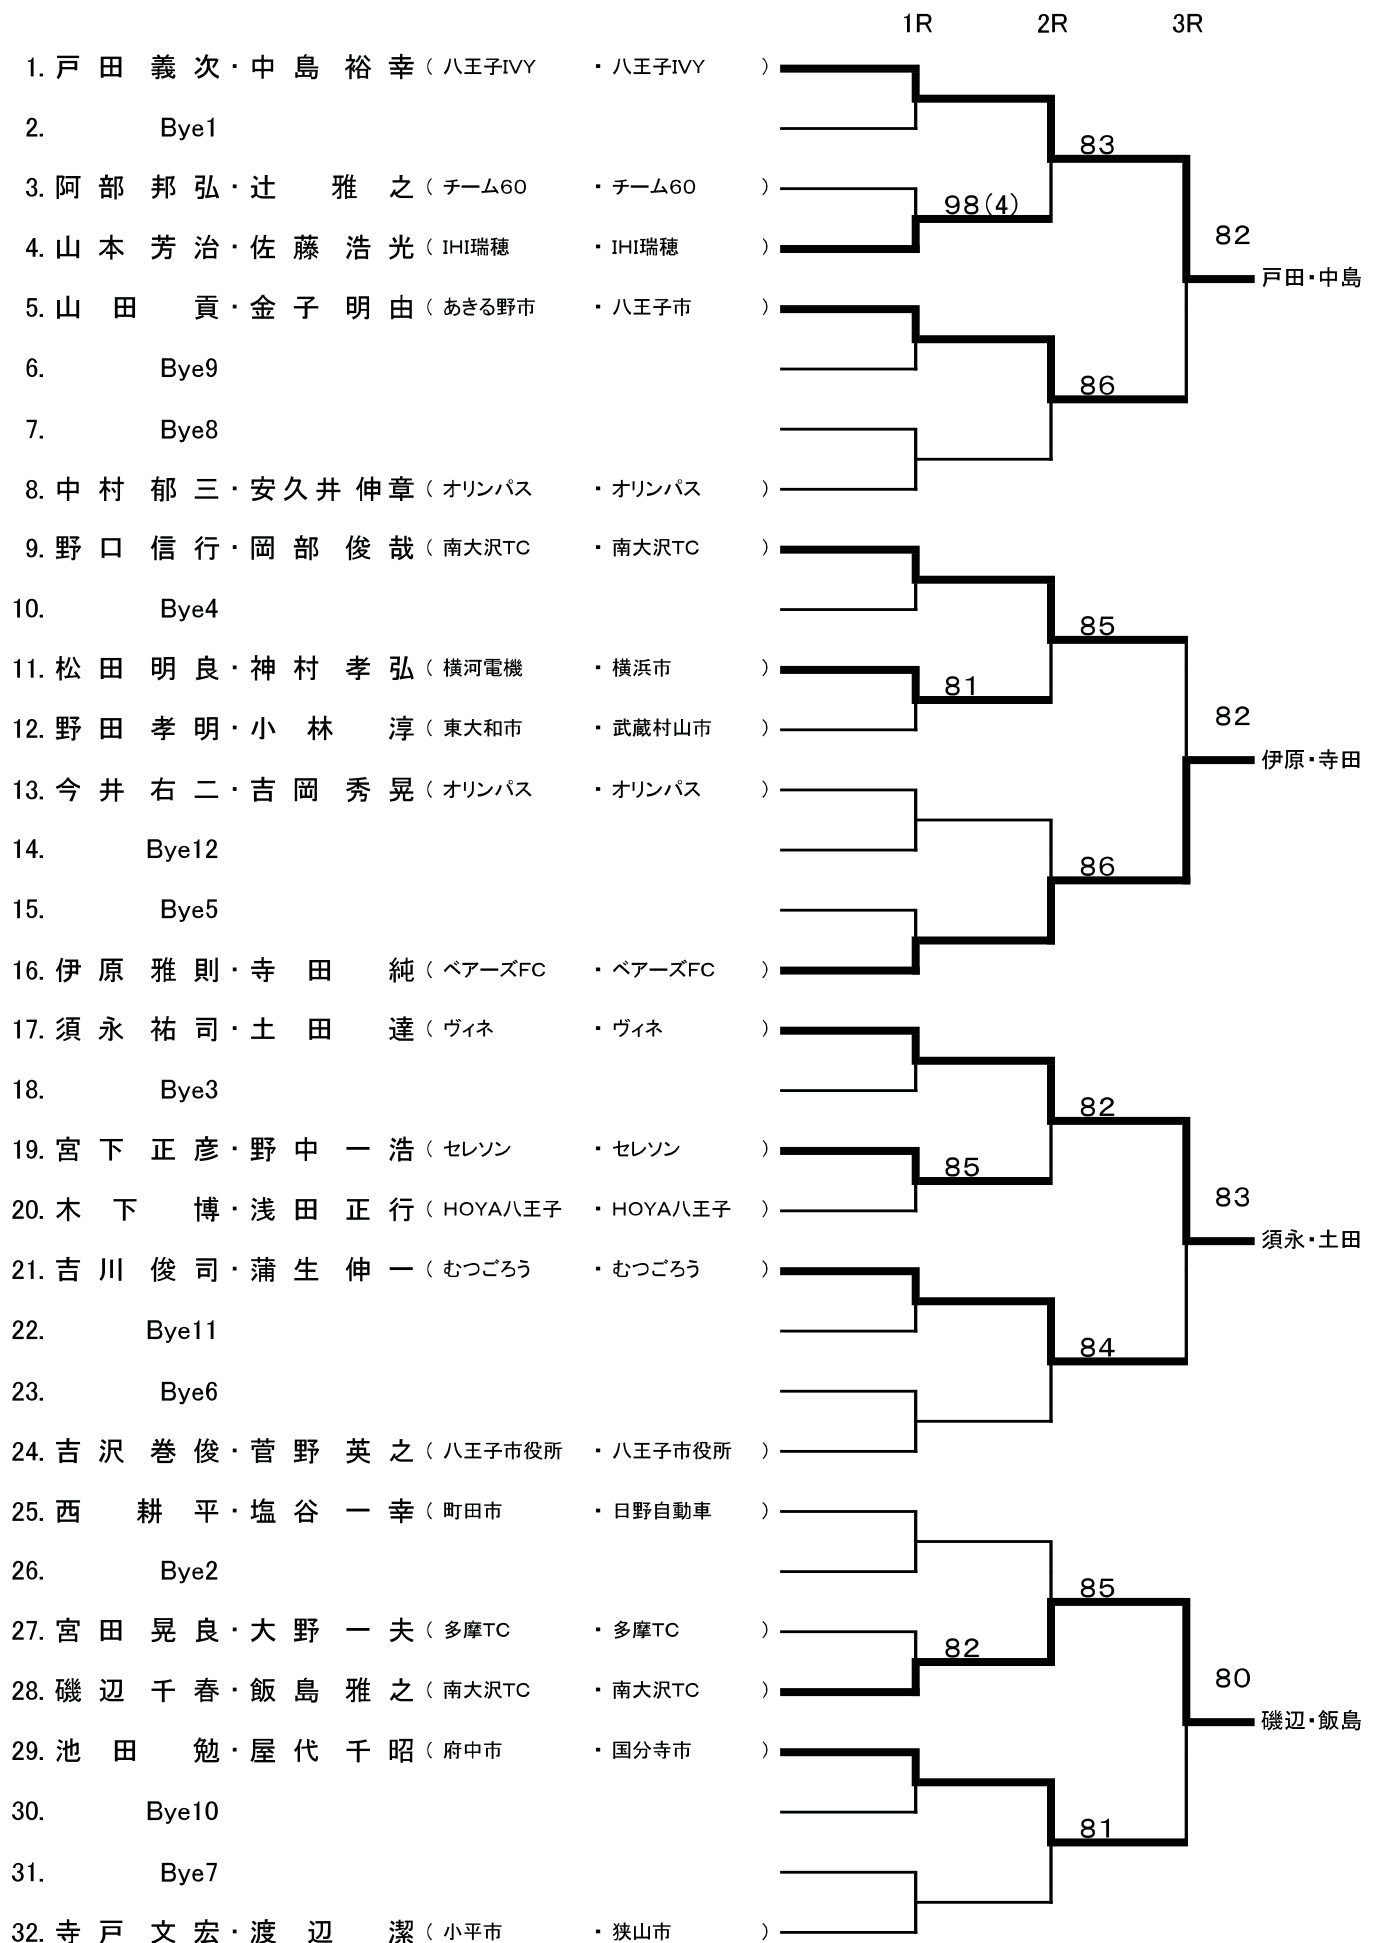 1R 2R 3R
1. 戸田義次・中島裕幸 ( 八王子IVY ・ 八王子IVY )
2. Bye1
83
3. 阿部邦弘・辻雅之 ( チーム60 ・ チーム60 )
98(4)
82
4. 山本芳治・佐藤浩光 ( IHI瑞穂 ・ IHI瑞穂 )
戸田・中島
5. 山田貢・金子明由 ( あきる野市 ・ 八王子市 )
6. Bye9
86
7. Bye8
8. 中村郁三・安久井伸章 ( オリンパス ・ オリンパス )
9. 野口信行・岡部俊哉 ( 南大沢TC ・ 南大沢TC )
10. Bye4
85
11. 松田明良・神村孝弘 ( 横河電機 ・ 横浜市 )
81
82
12. 野田孝明・小林淳 ( 東大和市 ・ 武蔵村山市 )
伊原・寺田
13. 今井右二・吉岡秀晃 ( オリンパス ・ オリンパス )
14. Bye12
86
15. Bye5
16. 伊原雅則・寺田純 ( ベアーズFC ・ ベアーズFC )
17. 須永祐司・土田達 ( ヴィネ ・ ヴィネ )
18. Bye3
82
19. 宮下正彦・野中一浩 ( セレソン ・ セレソン )
85
83
20. 木下博・浅田正行 ( HOYA八王子 ・ HOYA八王子 )
須永・土田
21. 吉川俊司・蒲生伸一 ( むつごろう ・ むつごろう )
22. Bye11
84
23. Bye6
24. 吉沢巻俊・菅野英之 ( 八王子市役所 ・ 八王子市役所 )
25. 西耕平・塩谷一幸 ( 町田市 ・ 日野自動車 )
26. Bye2
85
27. 宮田晃良・大野一夫 ( 多摩TC ・ 多摩TC )
82
80
28. 磯辺千春・飯島雅之 ( 南大沢TC ・ 南大沢TC )
磯辺・飯島
29. 池田勉・屋代千昭 ( 府中市 ・ 国分寺市 )
30. Bye10
81
31. Bye7
32. 寺戸文宏・渡辺潔 ( 小平市 ・ 狭山市 )